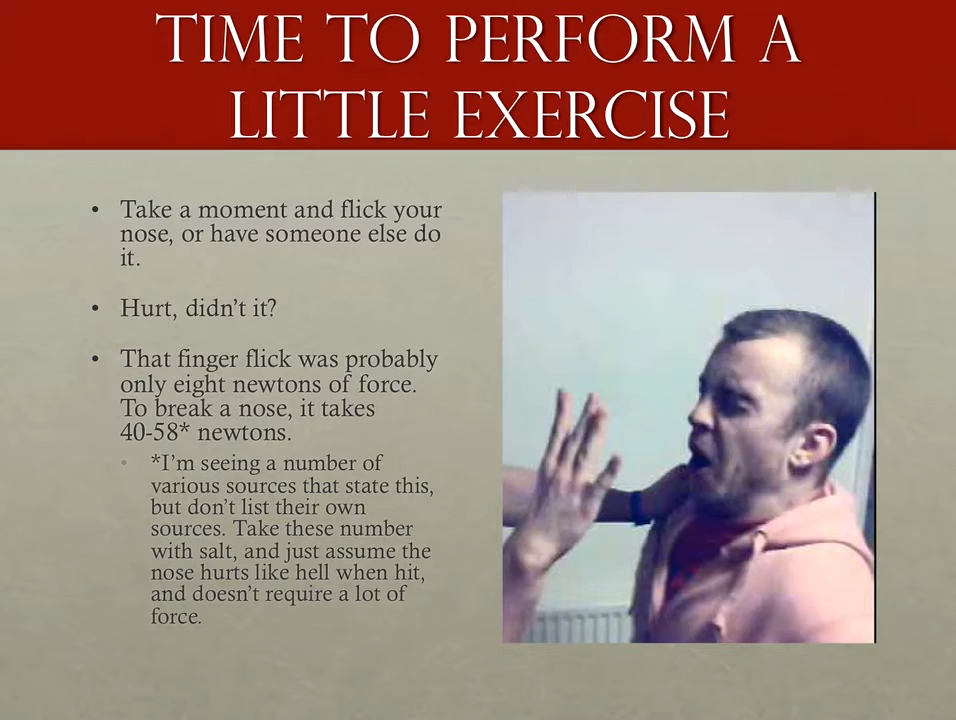 TIME TO PERFORM A
LITTLE EXERCISE
• Take a moment and flick your
nose, or have someone else do
it.
• Hurt, didn’t it?
• That finger flick was probably
only eight newtons of force.
To break a nose, it takes
40-58* newtons.
• *I’m seeing a number of
various sources that state this,
but don’t list their own
sources. Take these number
with salt, and just assume the
nose hurts like hell when hit,
and doesn’t require a lot of
force.